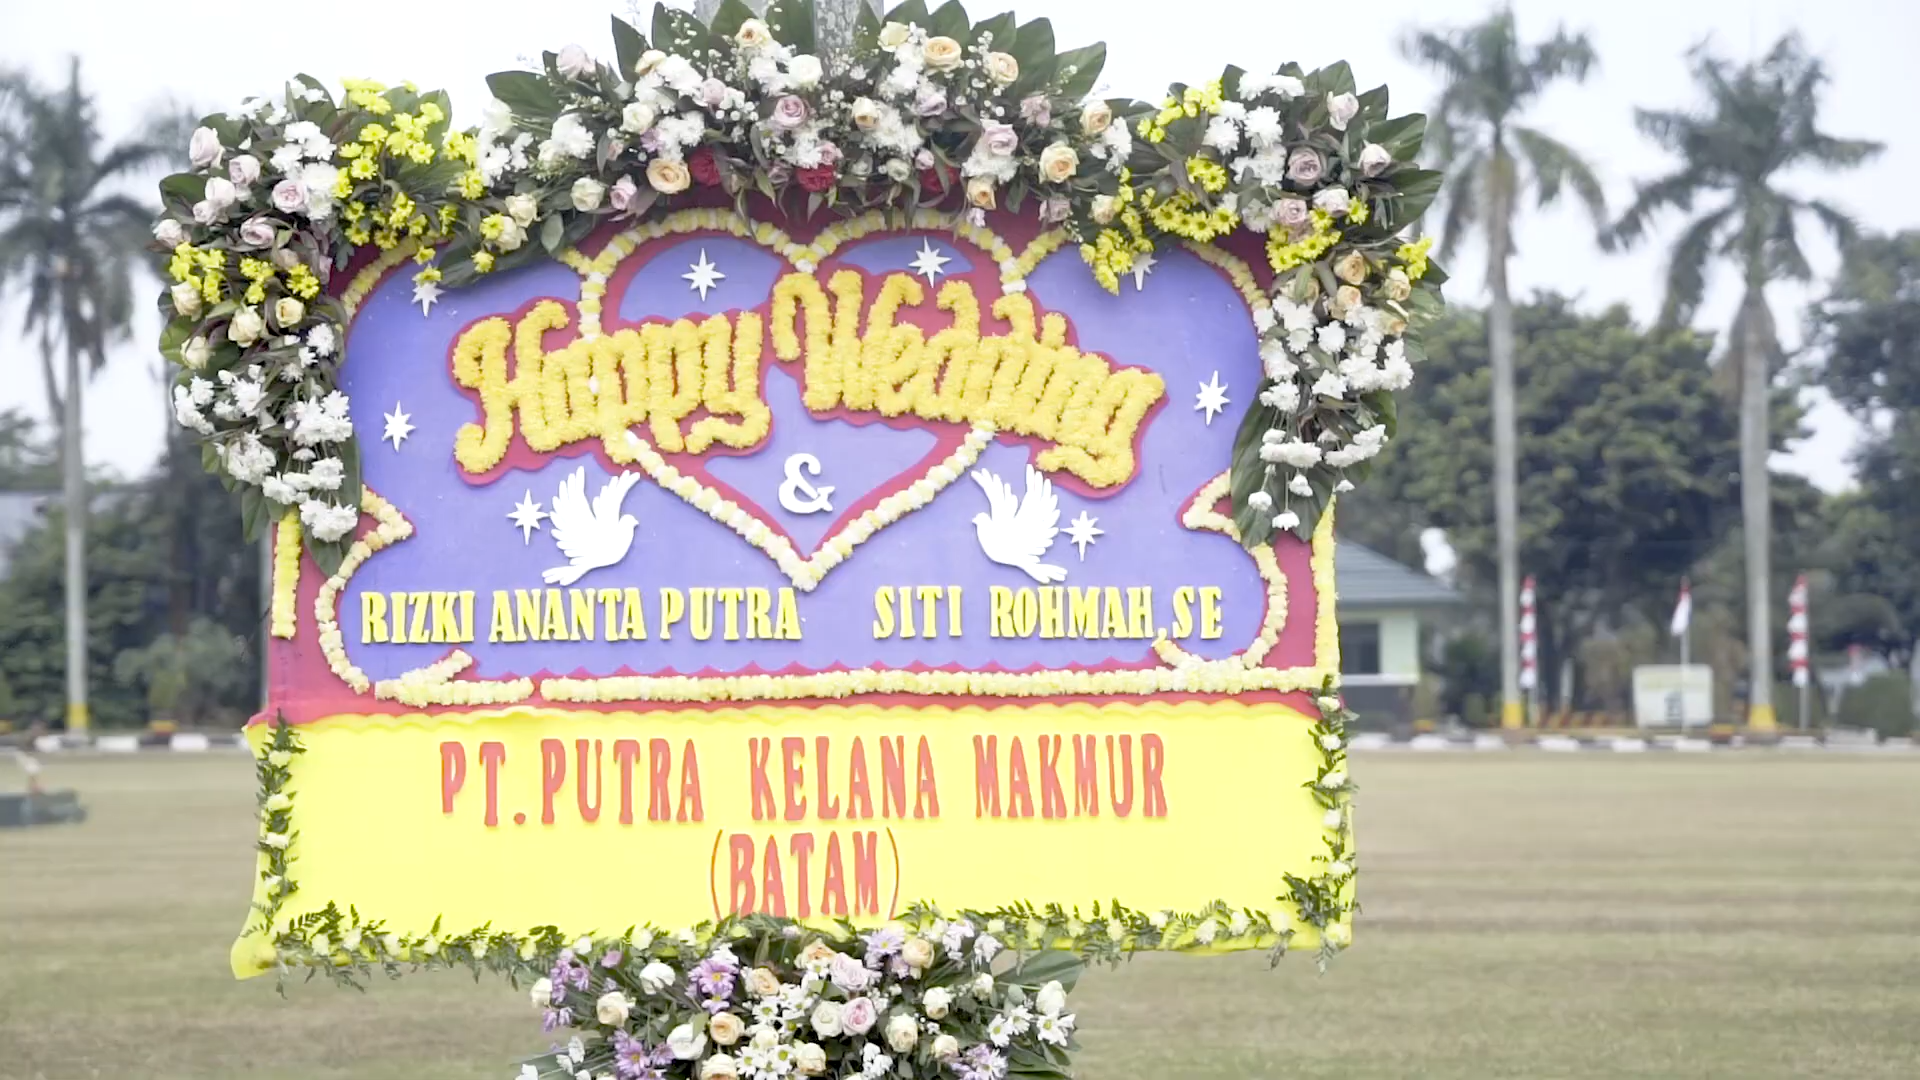 Happy Wedding
&
RIZKI ANANTA PUTRA SITI ROHMAH, SE
PT. PUTRA KELANA MAKMUR
(BATAM)